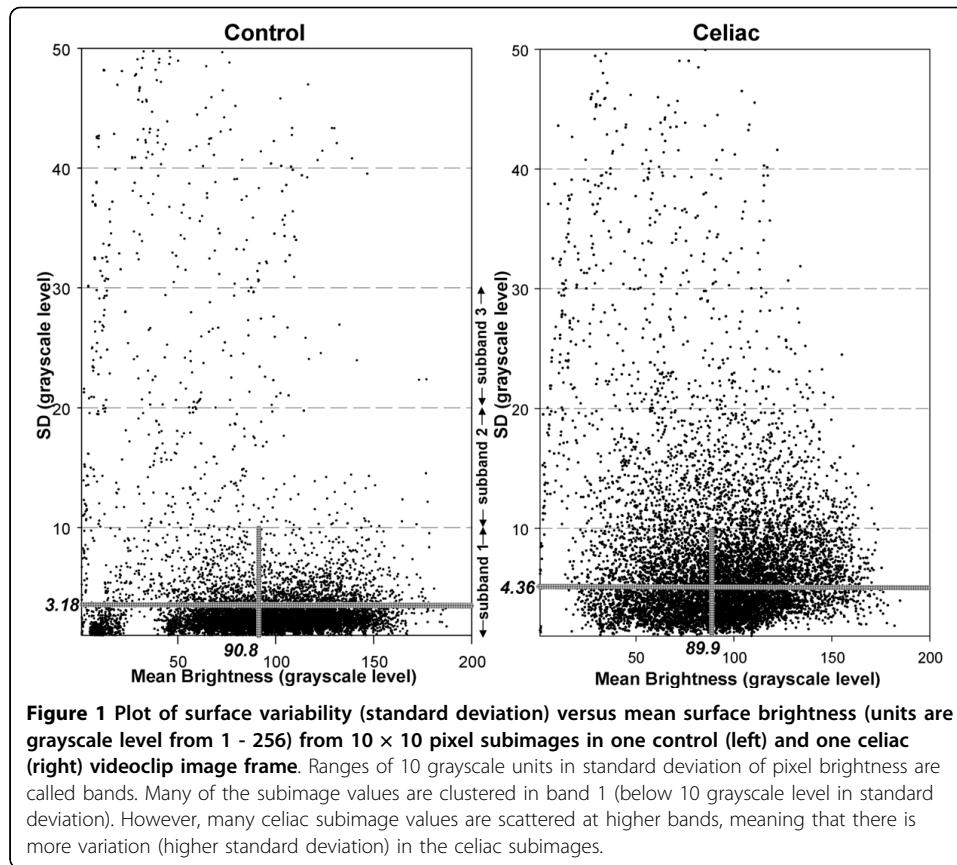 Control
SD (grayscale level)
50
40
30
20
10
3.18
50
100
150
200
90.8
Mean Brightness (grayscale level)
subband 1
subband 2
subband 3
Celiac
SD (grayscale level)
50
40
30
20
10
4.36
50
100
150
200
89.9
Mean Brightness (grayscale level)
Figure 1 Plot of surface variability (standard deviation) versus mean surface brightness (units are
grayscale level from 1 - 256) from 10 × 10 pixel subimages in one control (left) and one celiac
(right) videoclip image frame. Ranges of 10 grayscale units in standard deviation of pixel brightness are
called bands. Many of the subimage values are clustered in band 1 (below 10 grayscale level in standard
deviation). However, many celiac subimage values are scattered at higher bands, meaning that there is
more variation (higher standard deviation) in the celiac subimages.